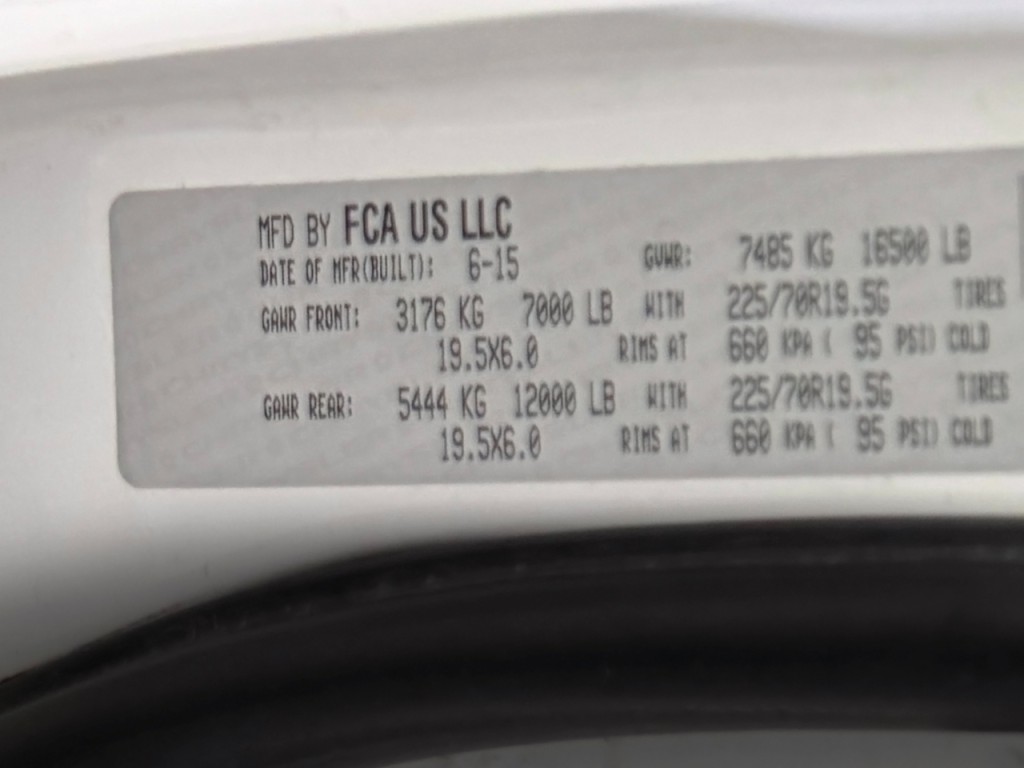 MFD BY FCA US LLC
DATE OF MFR(BUILT): 6-15 GVWR: 7485 KG 16500 LB
GAWR FRONT: 3176 KG 7000 LB WITH 225/70R19.5G TIRES
19.5X6.0 RIMS AT 660 KPA ( 95 PSI) COLD
GAWR REAR: 5444 KG 12000 LB WITH 225/70R19.5G TIRES
19.5X6.0 RIMS AT 660 KPA ( 95 PSI) COLD